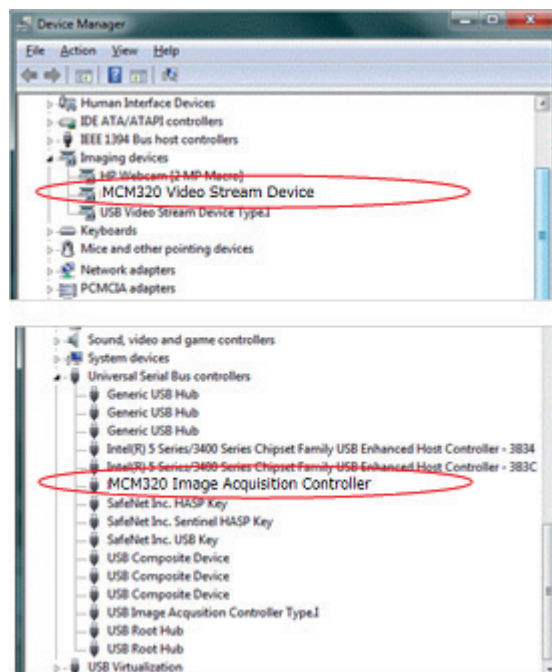 Device Manager
File Action View Help
Human Interface Devices
IDE ATA/ATAPI controllers
IEEE 1394 Bus host controllers
Imaging devices
HP Webcam [2 MP Macro]
MCM320 Video Stream Device
USB Video Stream Device Type.I
Keyboards
Mice and other pointing devices
Network adapters
PCMCIA adapters
Sound, video and game controllers
System devices
Universal Serial Bus controllers
Generic USB Hub
Generic USB Hub
Generic USB Hub
Intel(R) 5 Series/3400 Series Chipset Family USB Enhanced Host Controller - 3B34
Intel(R) 5 Series/3400 Series Chipset Family USB Enhanced Host Controller - 3B3C
MCM320 Image Acquisition Controller
SafeNet Inc. HASP Key
SafeNet Inc. Sentinel HASP Key
SafeNet Inc. USB Key
USB Composite Device
USB Composite Device
USB Composite Device
USB Image Acqusition Controller Type.I
USB Root Hub
USB Root Hub
USB Virtualization